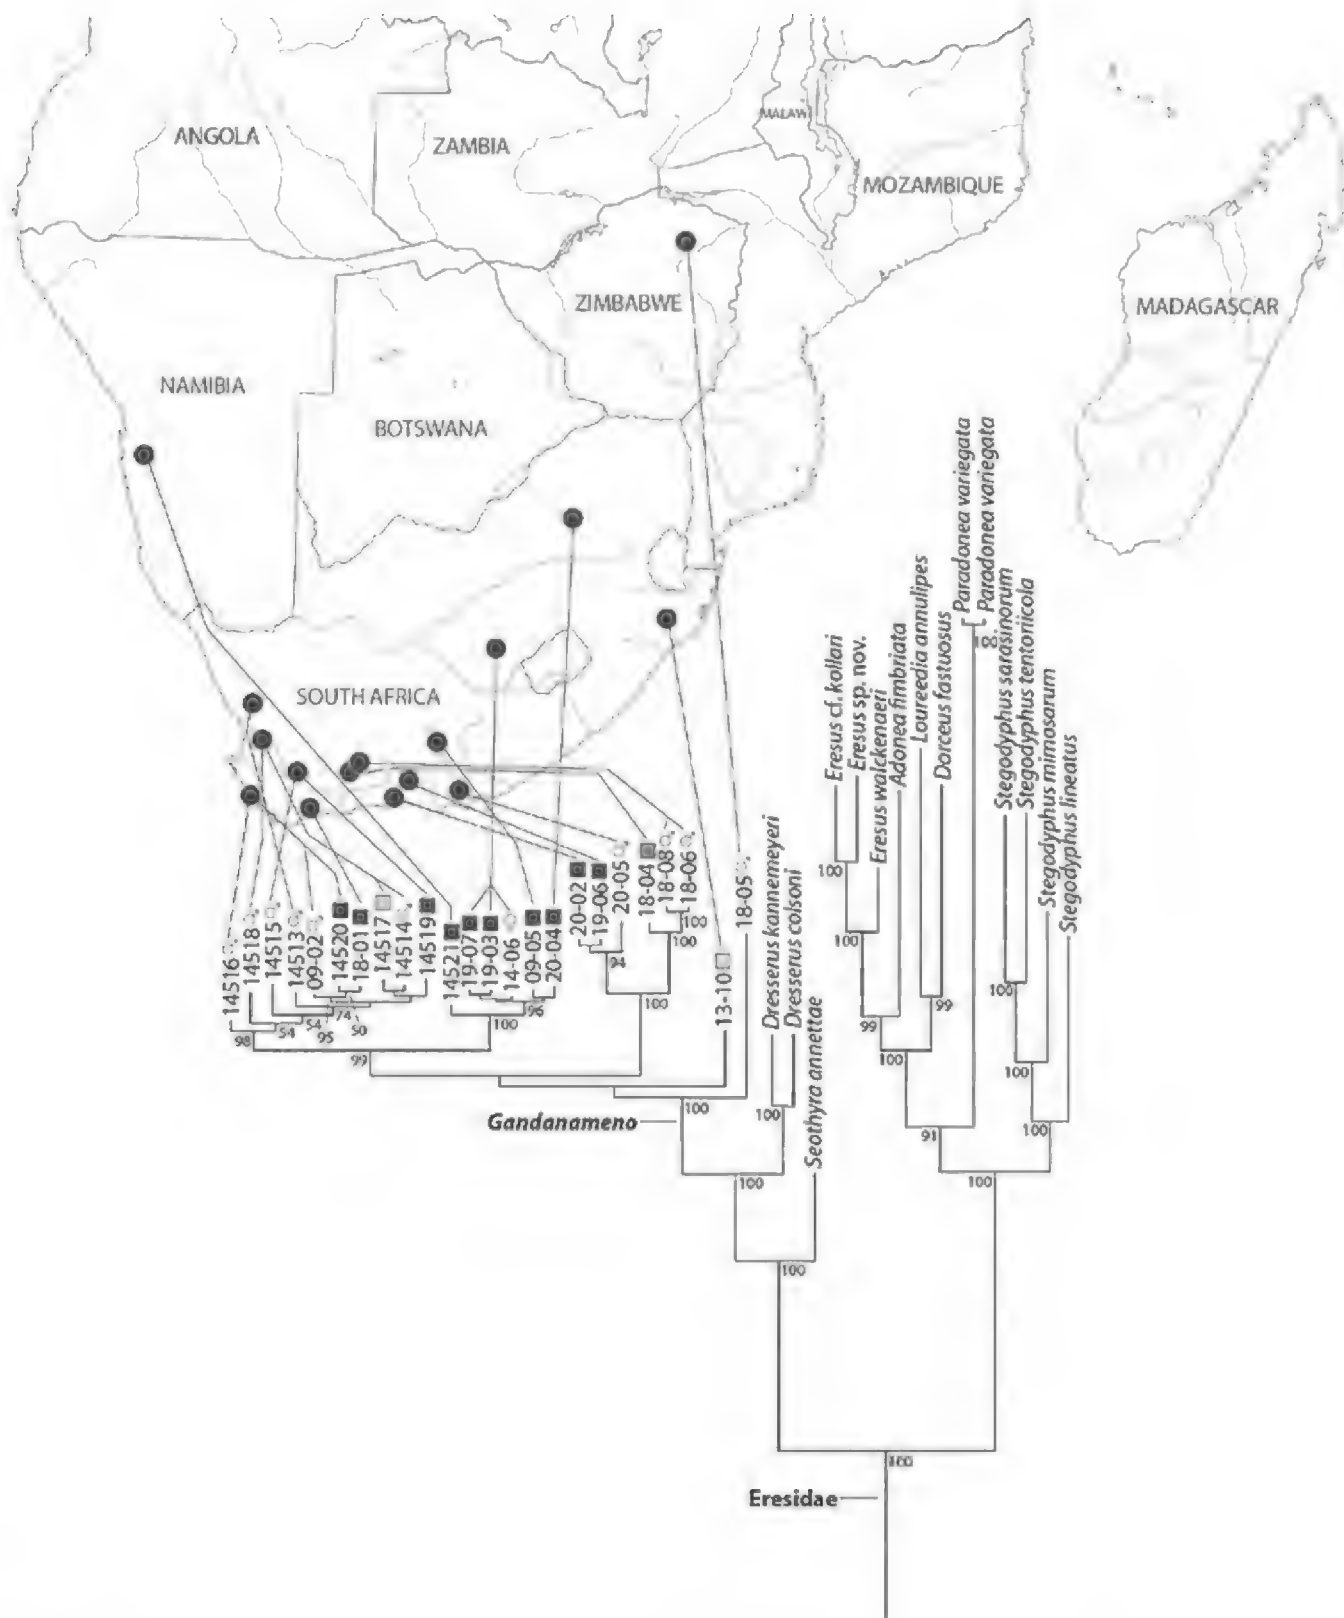 ANGOLA
ZAMBIA
MALAWI
MOZAMBIQUE
ZIMBABWE
MADAGASCAR
NAMIBIA
BOTSWANA
SOUTH AFRICA
14516
14518
14515
14513
09-02
14520
18-01
14517
14514
14519
14521
19-07
19-03
14-06
09-05
20-04
20-02
19-06
20-05
18-04
18-08
18-06
13-10
18-05
Dresserus kannemeyeri
Dresserus colsoni
Seothyra annettae
Eresus cf. kollari
Eresus sp. nov.
Eresus walckenaeri
Adonea fimbriata
Loureedia annulipes
Dorceus fastuosus
Paradonea variegata
Paradonea variegata
Stegodyphus sarasinorum
Stegodyphus tentoriicola
Stegodyphus mimosarum
Stegodyphus lineatus
98
54
54
74
95
50
100
96
99
94
100
100
100
100
100
100
100
100
100
99
99
100
91
100
100
100
100
100
100
Gandanameno
Eresidae